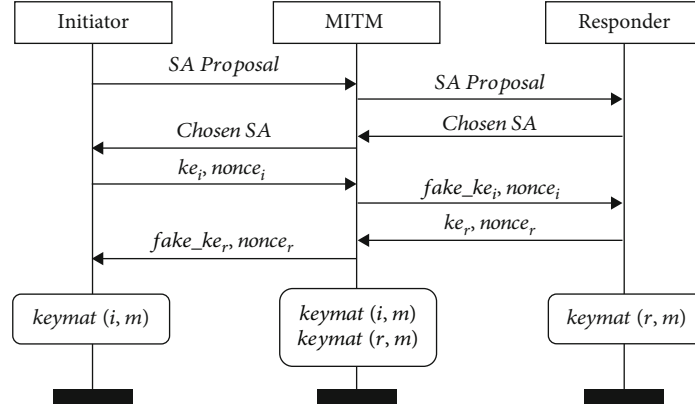 Initiator
MITM
Responder
SA Proposal
SA Proposal
Chosen SA
Chosen SA
ke_i, nonce_i
fake_ke_i, nonce_i
ke_r, nonce_r
fake_ke_r, nonce_r
keymat (i, m)
keymat (i, m)
keymat (r, m)
keymat (r, m)